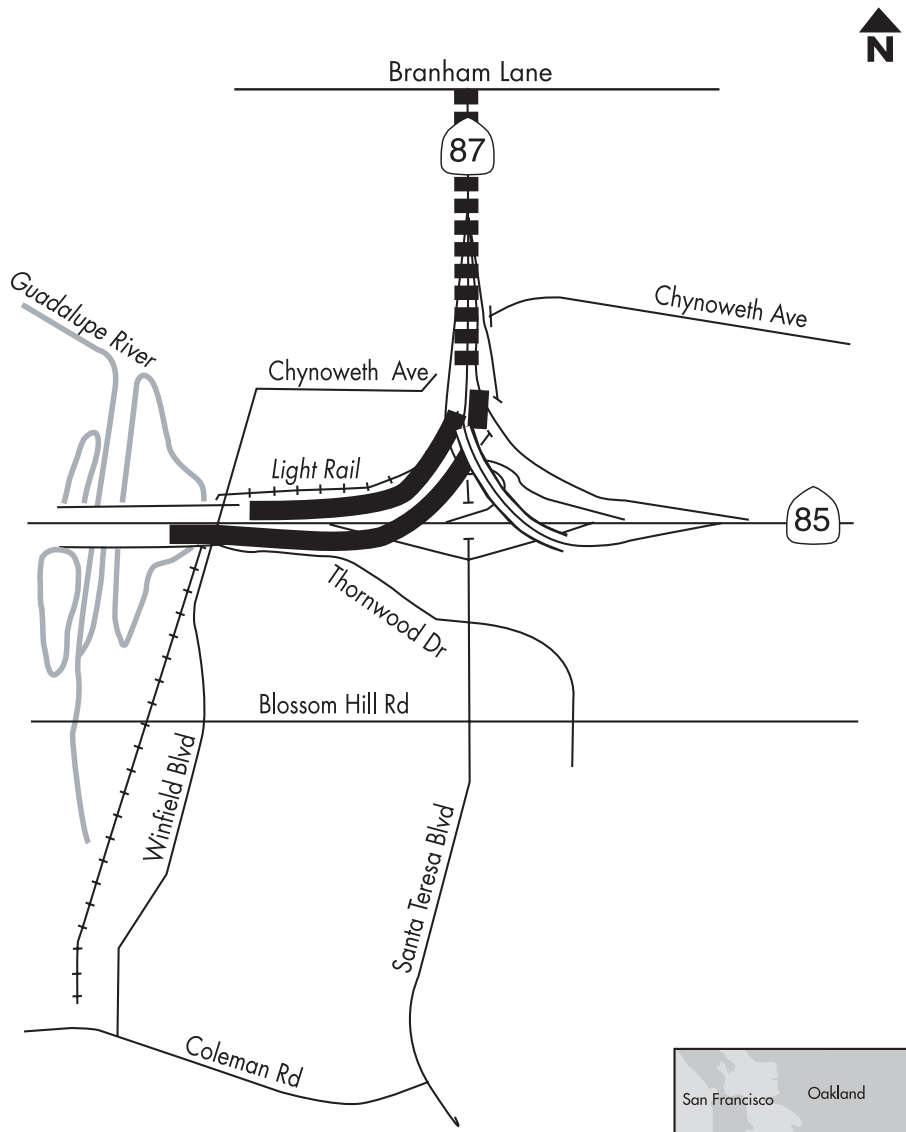 N
Branham Lane
87
Guadalupe River
Chynoweth Ave
Chynoweth Ave
Light Rail
85
Thornwood Dr
Blossom Hill Rd
Winfield Blvd
Santa Teresa Blvd
Coleman Rd
San Francisco
Oakland